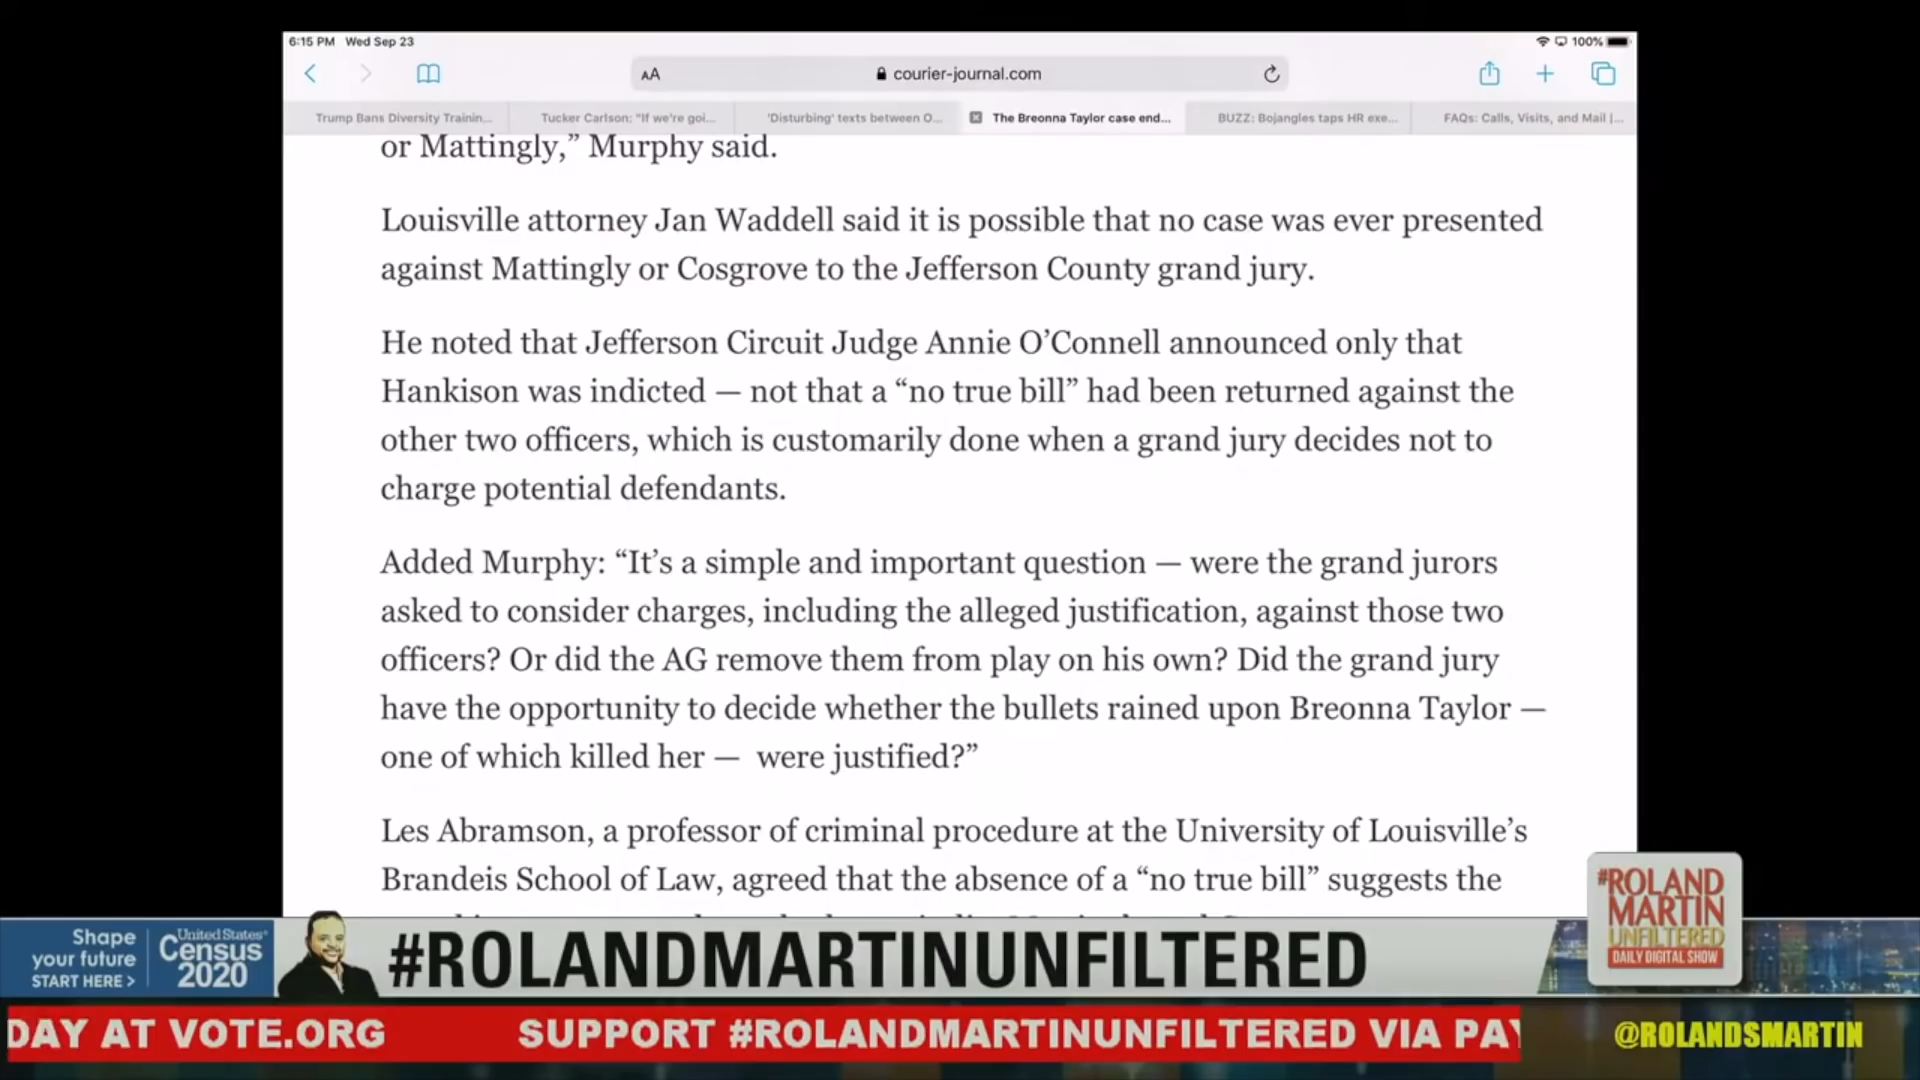 6:15 PM Wed Sep 23
100%
AA
courier-journal.com
Trump Bans Diversity Trainin...
Tucker Carlson: "If we're goi...
'Disturbing' texts between O...
The Breonna Taylor case end...
BUZZ: Bojangles taps HR exe...
FAQs: Calls, Visits, and Mail |...
or Mattingly,” Murphy said.
Louisville attorney Jan Waddell said it is possible that no case was ever presented
against Mattingly or Cosgrove to the Jefferson County grand jury.
He noted that Jefferson Circuit Judge Annie O’Connell announced only that
Hankison was indicted — not that a “no true bill” had been returned against the
other two officers, which is customarily done when a grand jury decides not to
charge potential defendants.
Added Murphy: “It’s a simple and important question — were the grand jurors
asked to consider charges, including the alleged justification, against those two
officers? Or did the AG remove them from play on his own? Did the grand jury
have the opportunity to decide whether the bullets rained upon Breonna Taylor —
one of which killed her — were justified?”
Les Abramson, a professor of criminal procedure at the University of Louisville’s
Brandeis School of Law, agreed that the absence of a “no true bill” suggests the
#ROLAND
MARTIN
UNFILTERED
DAILY DIGITAL SHOW
Shape
your future
START HERE >
United States®
Census
2020
#ROLANDMARTINUNFILTERED
DAY AT VOTE.ORG
SUPPORT #ROLANDMARTINUNFILTERED VIA PAY
@ROLANDSMARTIN